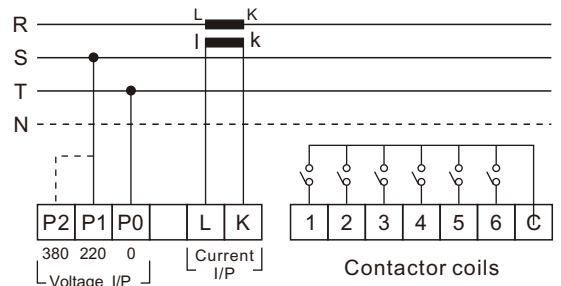 L K
R
l k
S
T
N
P2 P1 P0 L K 1 2 3 4 5 6 C
380 220 0
Voltage I/P
Current
I/P
Contactor coils